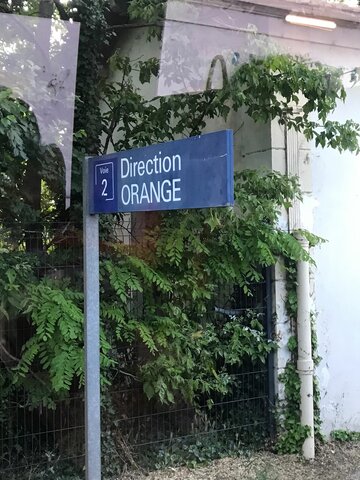 Voie
2
Direction
ORANGE